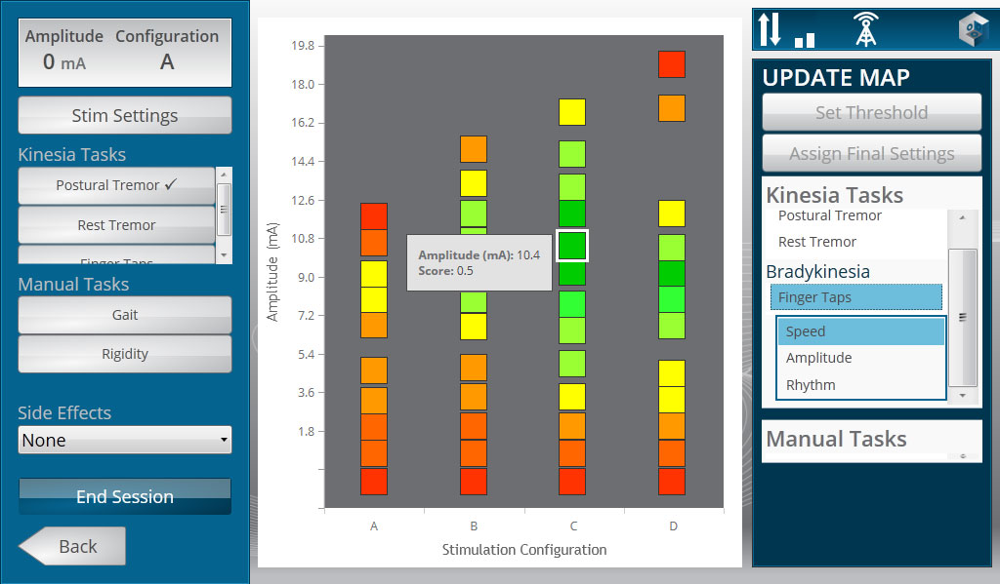 Amplitude Configuration
0 mA A
Stim Settings
Kinesia Tasks
Postural Tremor ✓
Rest Tremor
Finger Taps
Manual Tasks
Gait
Rigidity
Side Effects
None
End Session
Back
Amplitude (mA)
19.8
18.0
16.2
14.4
12.6
10.8
9.0
7.2
5.4
3.6
1.8
Amplitude (mA): 10.4
Score: 0.5
A B C D
Stimulation Configuration
UPDATE MAP
Set Threshold
Assign Final Settings
Kinesia Tasks
Postural Tremor
Rest Tremor
Bradykinesia
Finger Taps
Speed
Amplitude
Rhythm
Manual Tasks